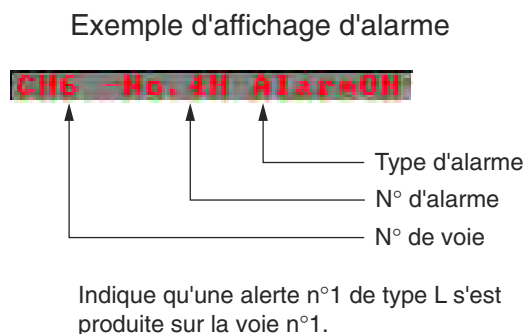 Exemple d'affichage d'alarme
CH6 -No.4H AlarmON
Type d'alarme
N° d'alarme
N° de voie
Indique qu'une alerte n°1 de type L s'est
produite sur la voie n°1.